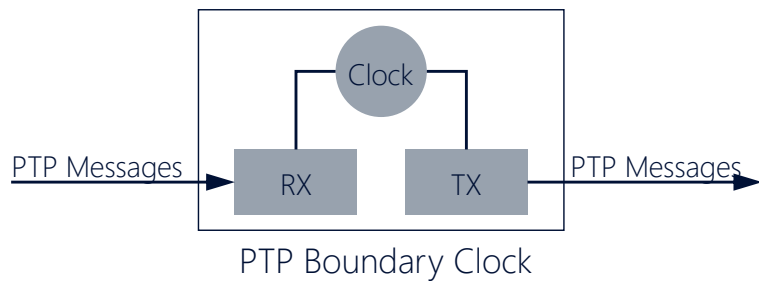 Clock
PTP Messages
PTP Messages
RX
TX
PTP Boundary Clock